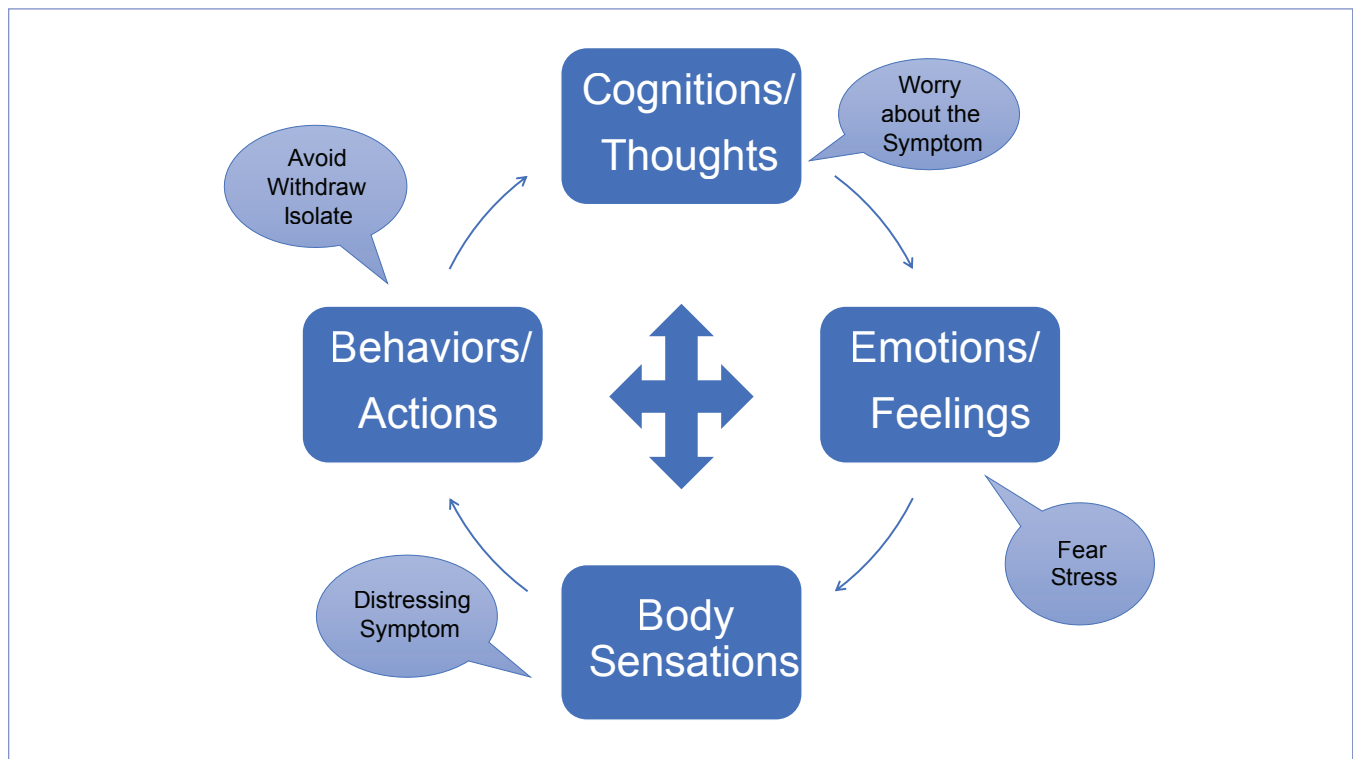 Cognitions/
Thoughts
Worry
about the
Symptom
Avoid
Withdraw
Isolate
Behaviors/
Actions
Emotions/
Feelings
Fear
Stress
Distressing
Symptom
Body
Sensations